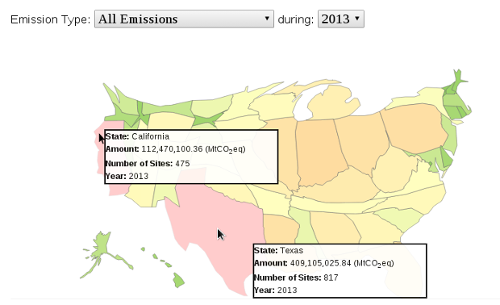 Emission Type: All Emissions during: 2013
State: California
Amount: 112,470,100.36 (MtCO₂eq)
Number of Sites: 475
Year: 2013
State: Texas
Amount: 409,105,025.84 (MtCO₂eq)
Number of Sites: 817
Year: 2013